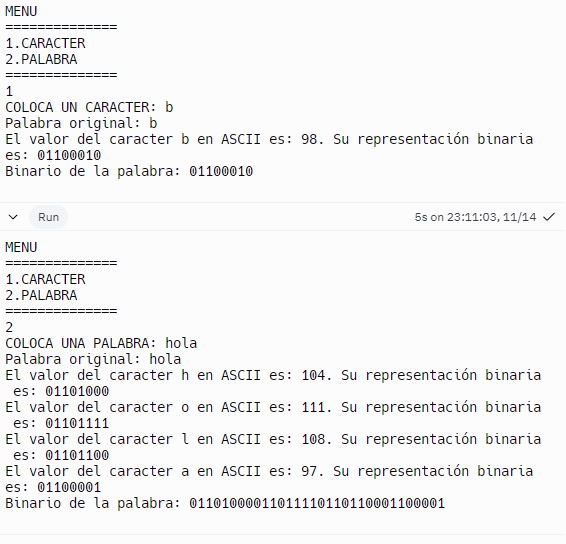 MENU
==============
1.CARACTER
2.PALABRA
==============
1
COLOCA UN CARACTER: b
Palabra original: b
El valor del caracter b en ASCII es: 98. Su representación binaria
es: 01100010
Binario de la palabra: 01100010
Run
5s on 23:11:03, 11/14
MENU
==============
1.CARACTER
2.PALABRA
==============
2
COLOCA UNA PALABRA: hola
Palabra original: hola
El valor del caracter h en ASCII es: 104. Su representación binaria
es: 01101000
El valor del caracter o en ASCII es: 111. Su representación binaria
es: 01101111
El valor del caracter l en ASCII es: 108. Su representación binaria
es: 01101100
El valor del caracter a en ASCII es: 97. Su representación binaria
es: 01100001
Binario de la palabra: 01101000011011110110110001100001